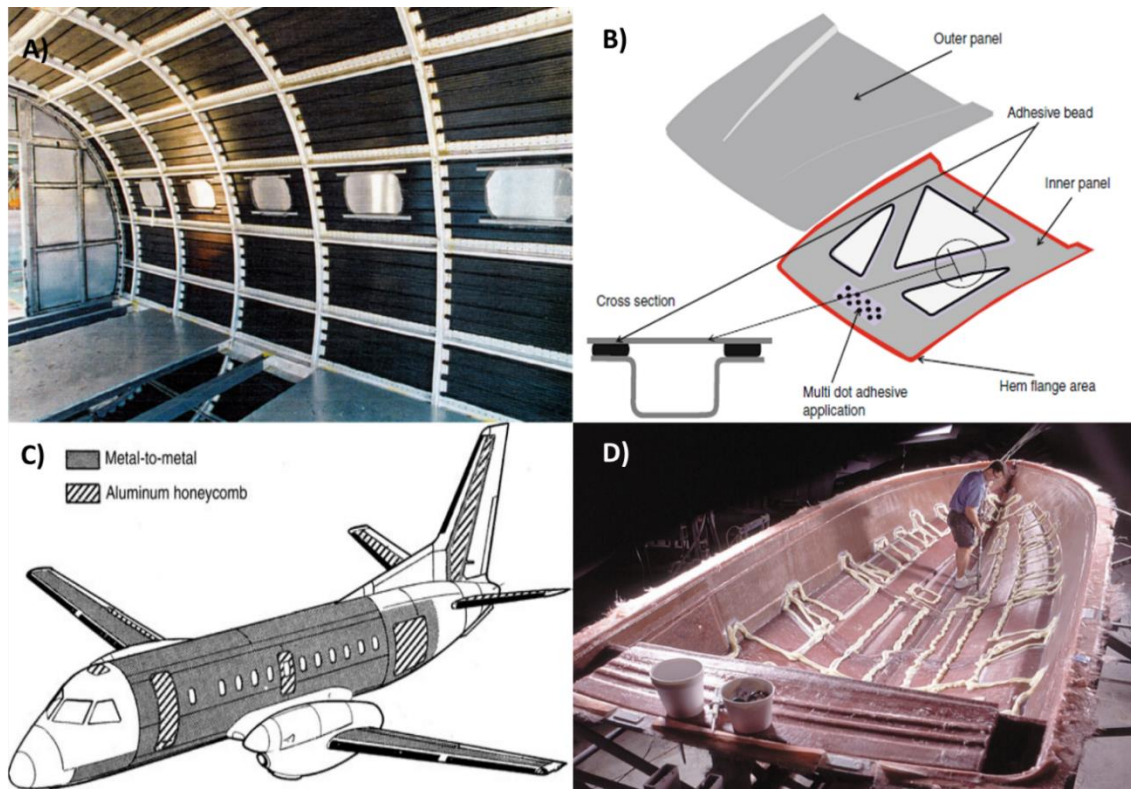 A)
B)
Outer panel
Adhesive bead
Inner panel
Cross section
Multi dot adhesive
application
Hem flange area
C)
Metal-to-metal
Aluminum honeycomb
D)